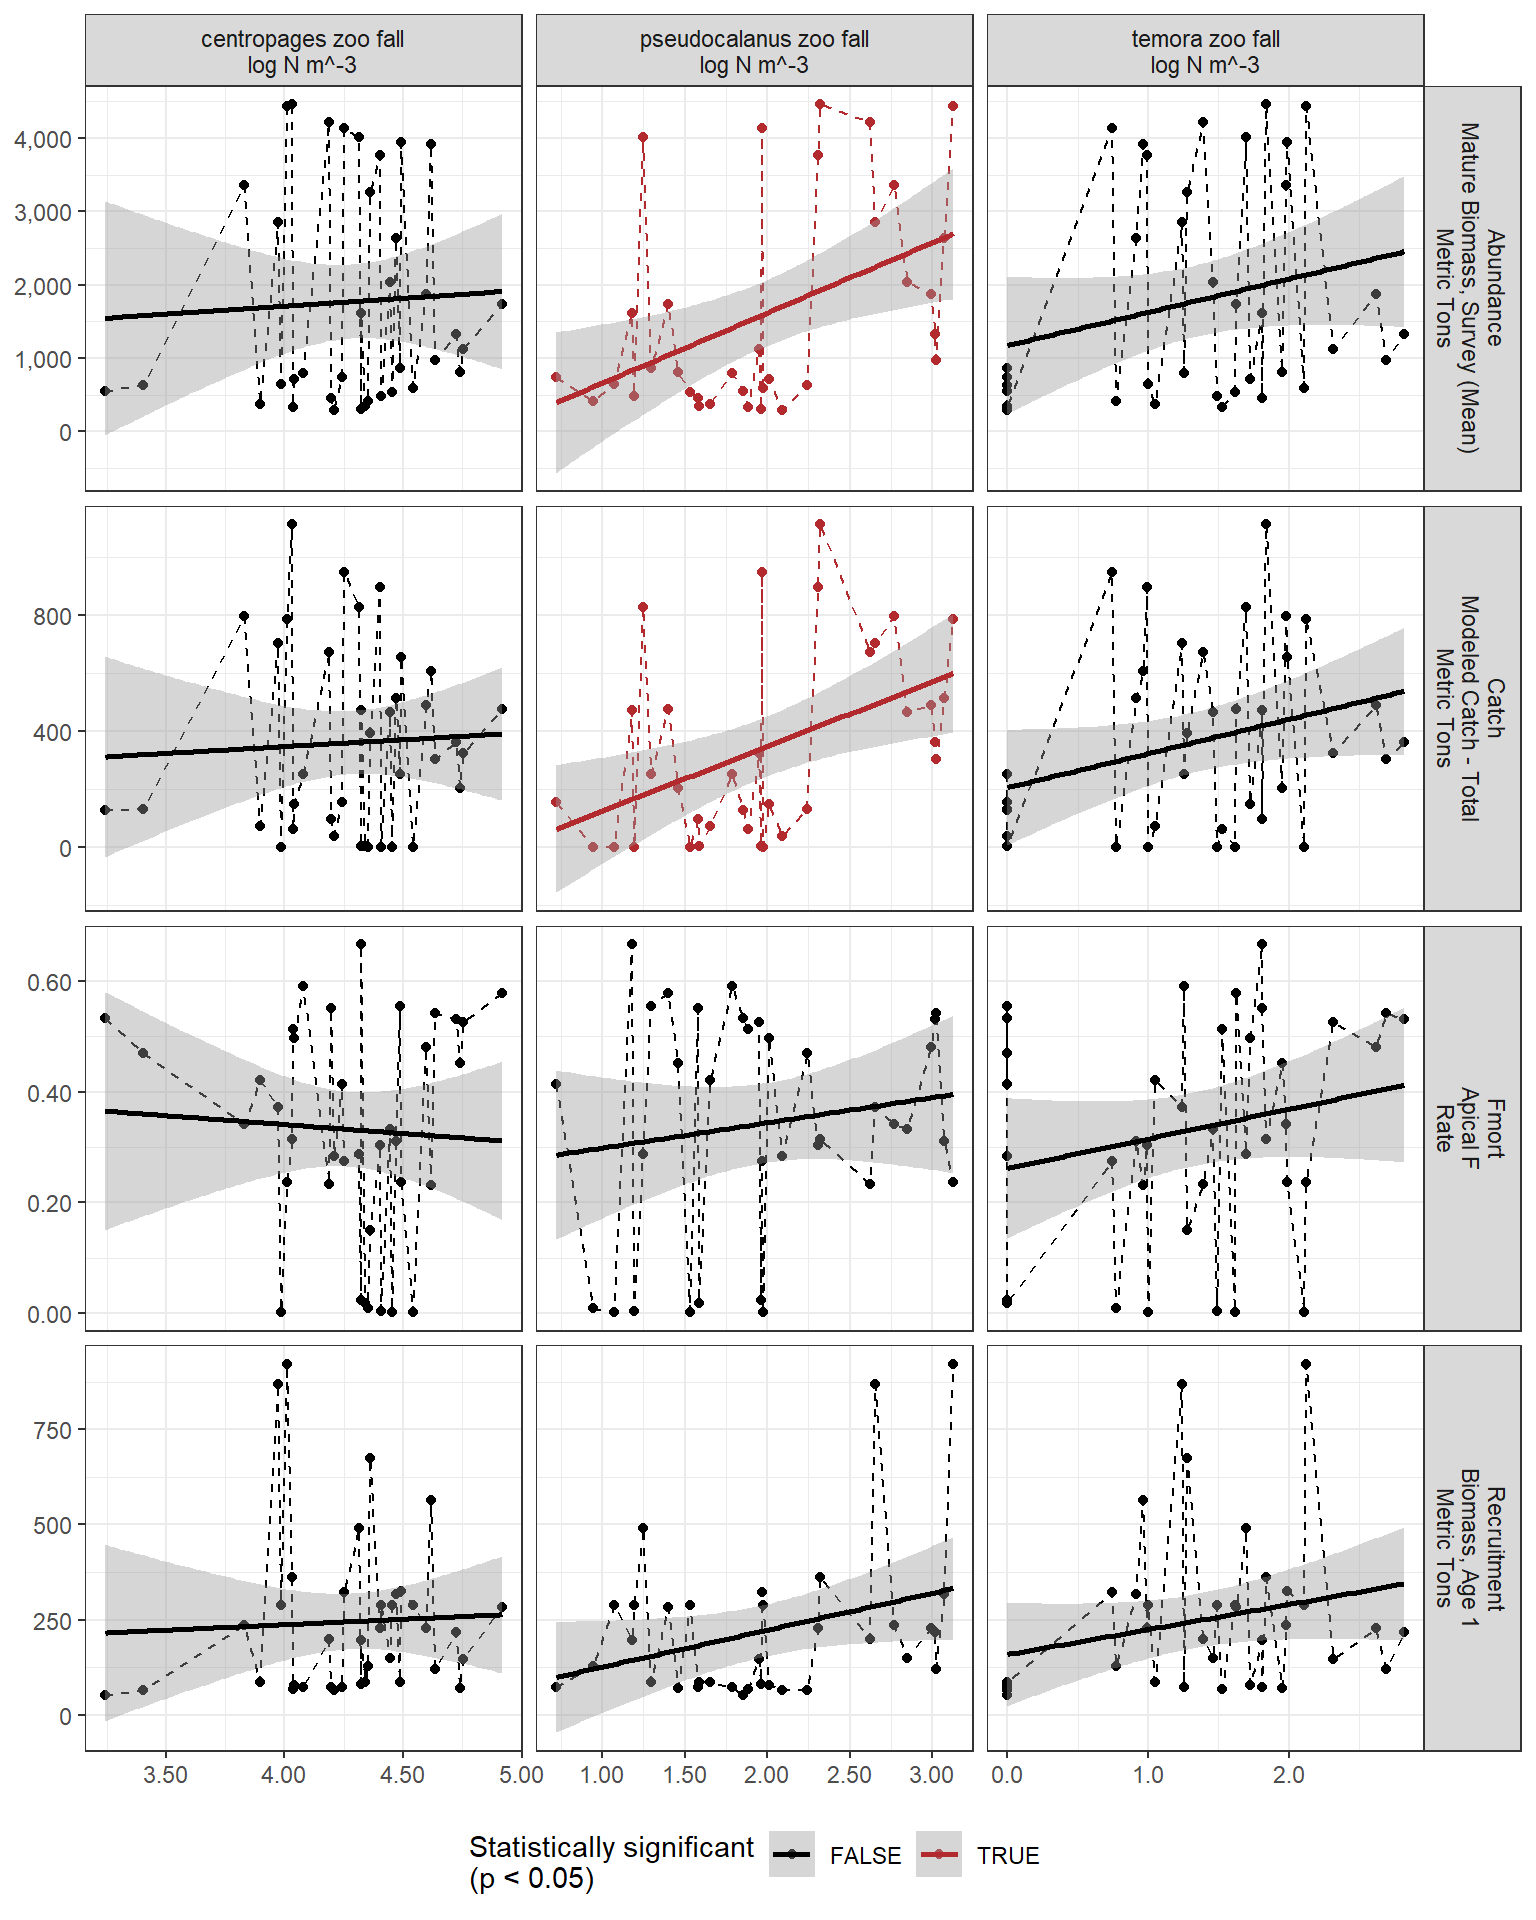 centropages zoo fall
log N m^-3
pseudocalanus zoo fall
log N m^-3
temora zoo fall
log N m^-3
4,000
3,000
2,000
1,000
0
Abundance
Mature Biomass, Survey (Mean)
Metric Tons
800
400
0
Catch
Modeled Catch - Total
Metric Tons
0.60
0.40
0.20
0.00
Fmort
Apical F
Rate
750
500
250
0
Recruitment
Biomass, Age 1
Metric Tons
3.50 4.00 4.50 5.00
1.00 1.50 2.00 2.50 3.00
0.0 1.0 2.0
Statistically significant
(p < 0.05)
FALSE
TRUE